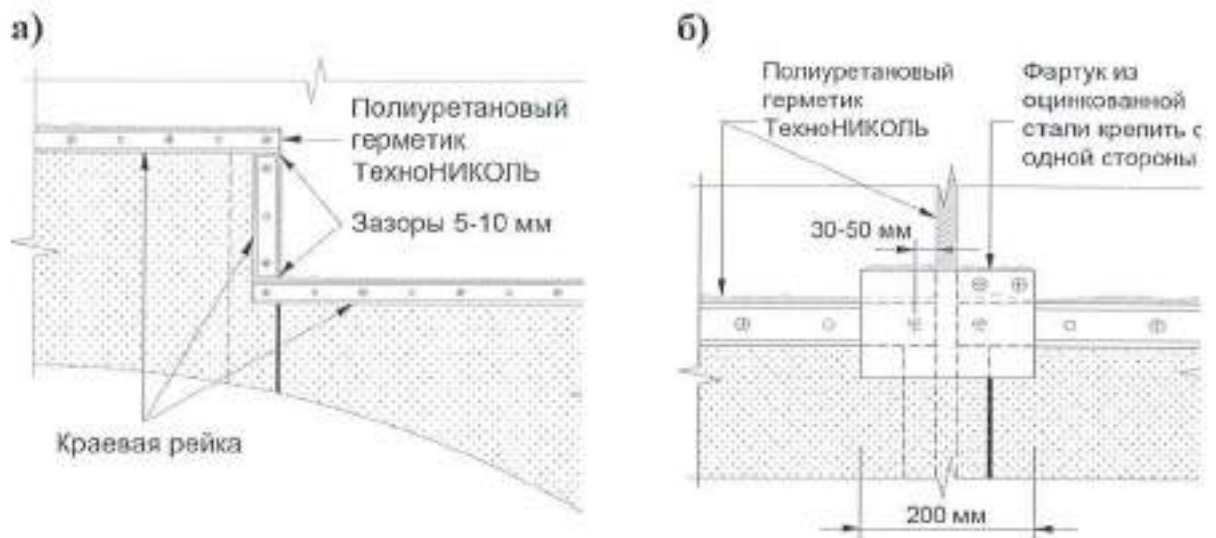 а)
Полиуретановый
герметик
ТехноНИКОЛЬ
Зазоры 5-10 мм
Краевая рейка
б)
Полиуретановый
герметик
ТехноНИКОЛЬ
Фартук из
оцинкованной
стали крепить с
одной стороны
30-50 мм
200 мм